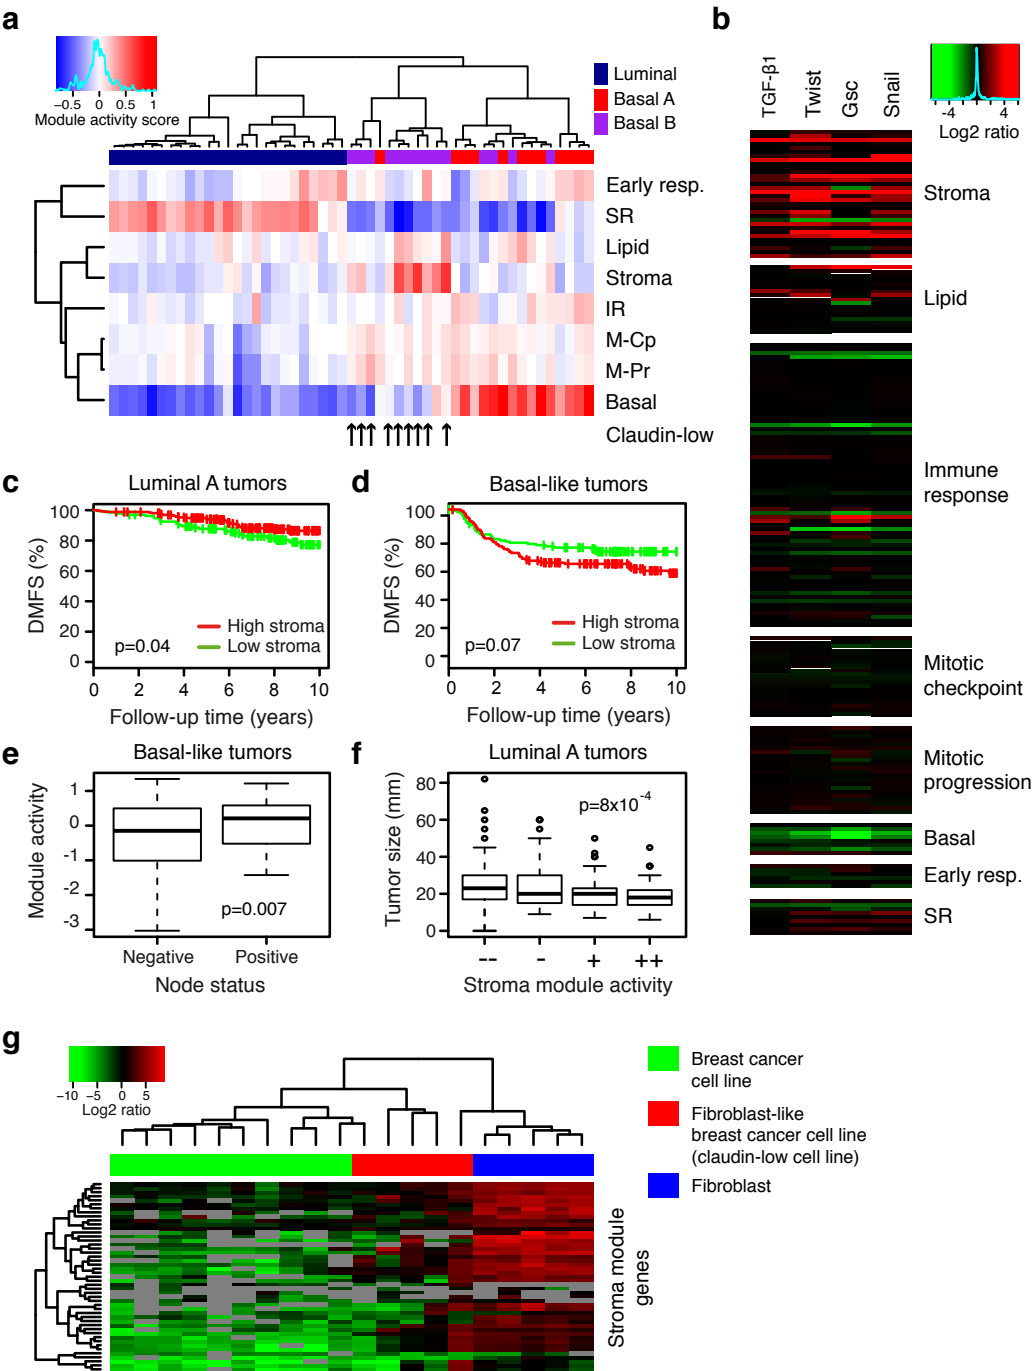 a
−0.5 0 0.5 1
Module activity score
Luminal
Basal A
Basal B
Early resp.
SR
Lipid
Stroma
IR
M-Cp
M-Pr
Basal
Claudin-low
b
TGF-β1
Twist
Gsc
Snail
-4 4
Log2 ratio
Stroma
Lipid
Immune
response
Mitotic
checkpoint
Mitotic
progression
Basal
Early resp.
SR
c
Luminal A tumors
DMFS (%)
100
80
60
40
20
0
High stroma
Low stroma
p=0.04
0 2 4 6 8 10
Follow-up time (years)
d
Basal-like tumors
DMFS (%)
100
80
60
40
20
0
High stroma
Low stroma
p=0.07
0 2 4 6 8 10
Follow-up time (years)
e
Basal-like tumors
Module activity
1
0
-1
-2
-3
p=0.007
Negative Positive
Node status
f
Luminal A tumors
Tumor size (mm)
80
60
40
20
0
p=8x10-4
-- - + ++
Stroma module activity
g
−10 −5 0 5
Log2 ratio
Breast cancer
cell line
Fibroblast-like
breast cancer cell line
(claudin-low cell line)
Fibroblast
Stroma module
genes